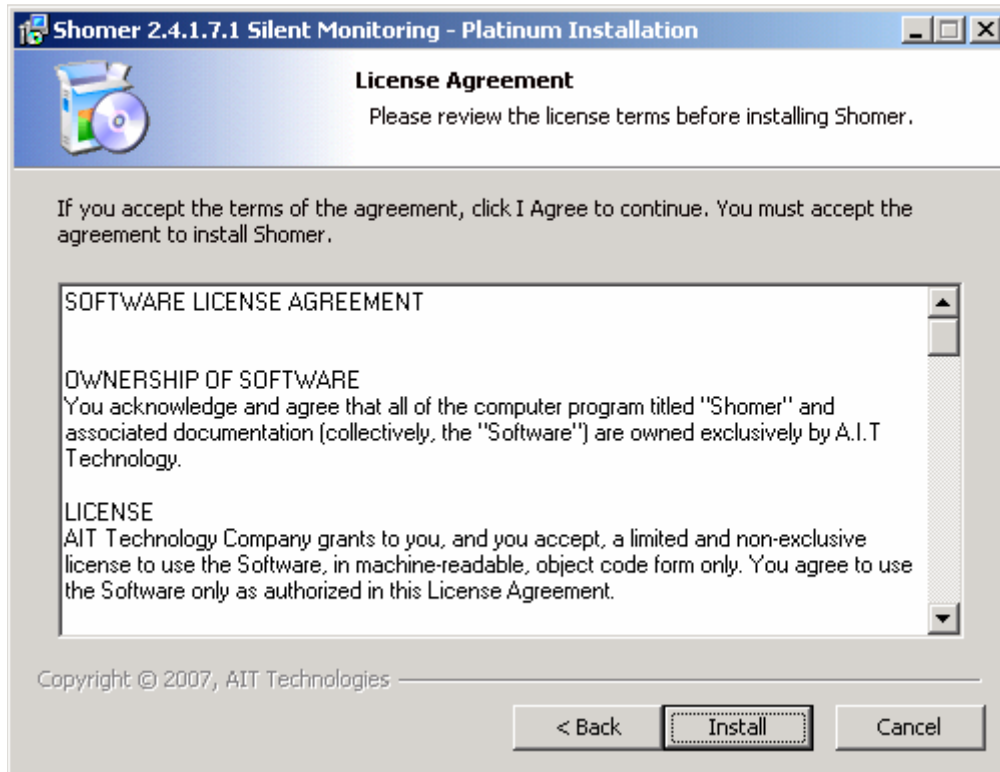 Shomer 2.4.1.7.1 Silent Monitoring - Platinum Installation
License Agreement
Please review the license terms before installing Shomer.
If you accept the terms of the agreement, click I Agree to continue. You must accept the
agreement to install Shomer.
SOFTWARE LICENSE AGREEMENT
OWNERSHIP OF SOFTWARE
You acknowledge and agree that all of the computer program titled "Shomer" and
associated documentation (collectively, the "Software") are owned exclusively by A.I.T
Technology.
LICENSE
AIT Technology Company grants to you, and you accept, a limited and non-exclusive
license to use the Software, in machine-readable, object code form only. You agree to use
the Software only as authorized in this License Agreement.
Copyright © 2007, AIT Technologies
< Back Install Cancel